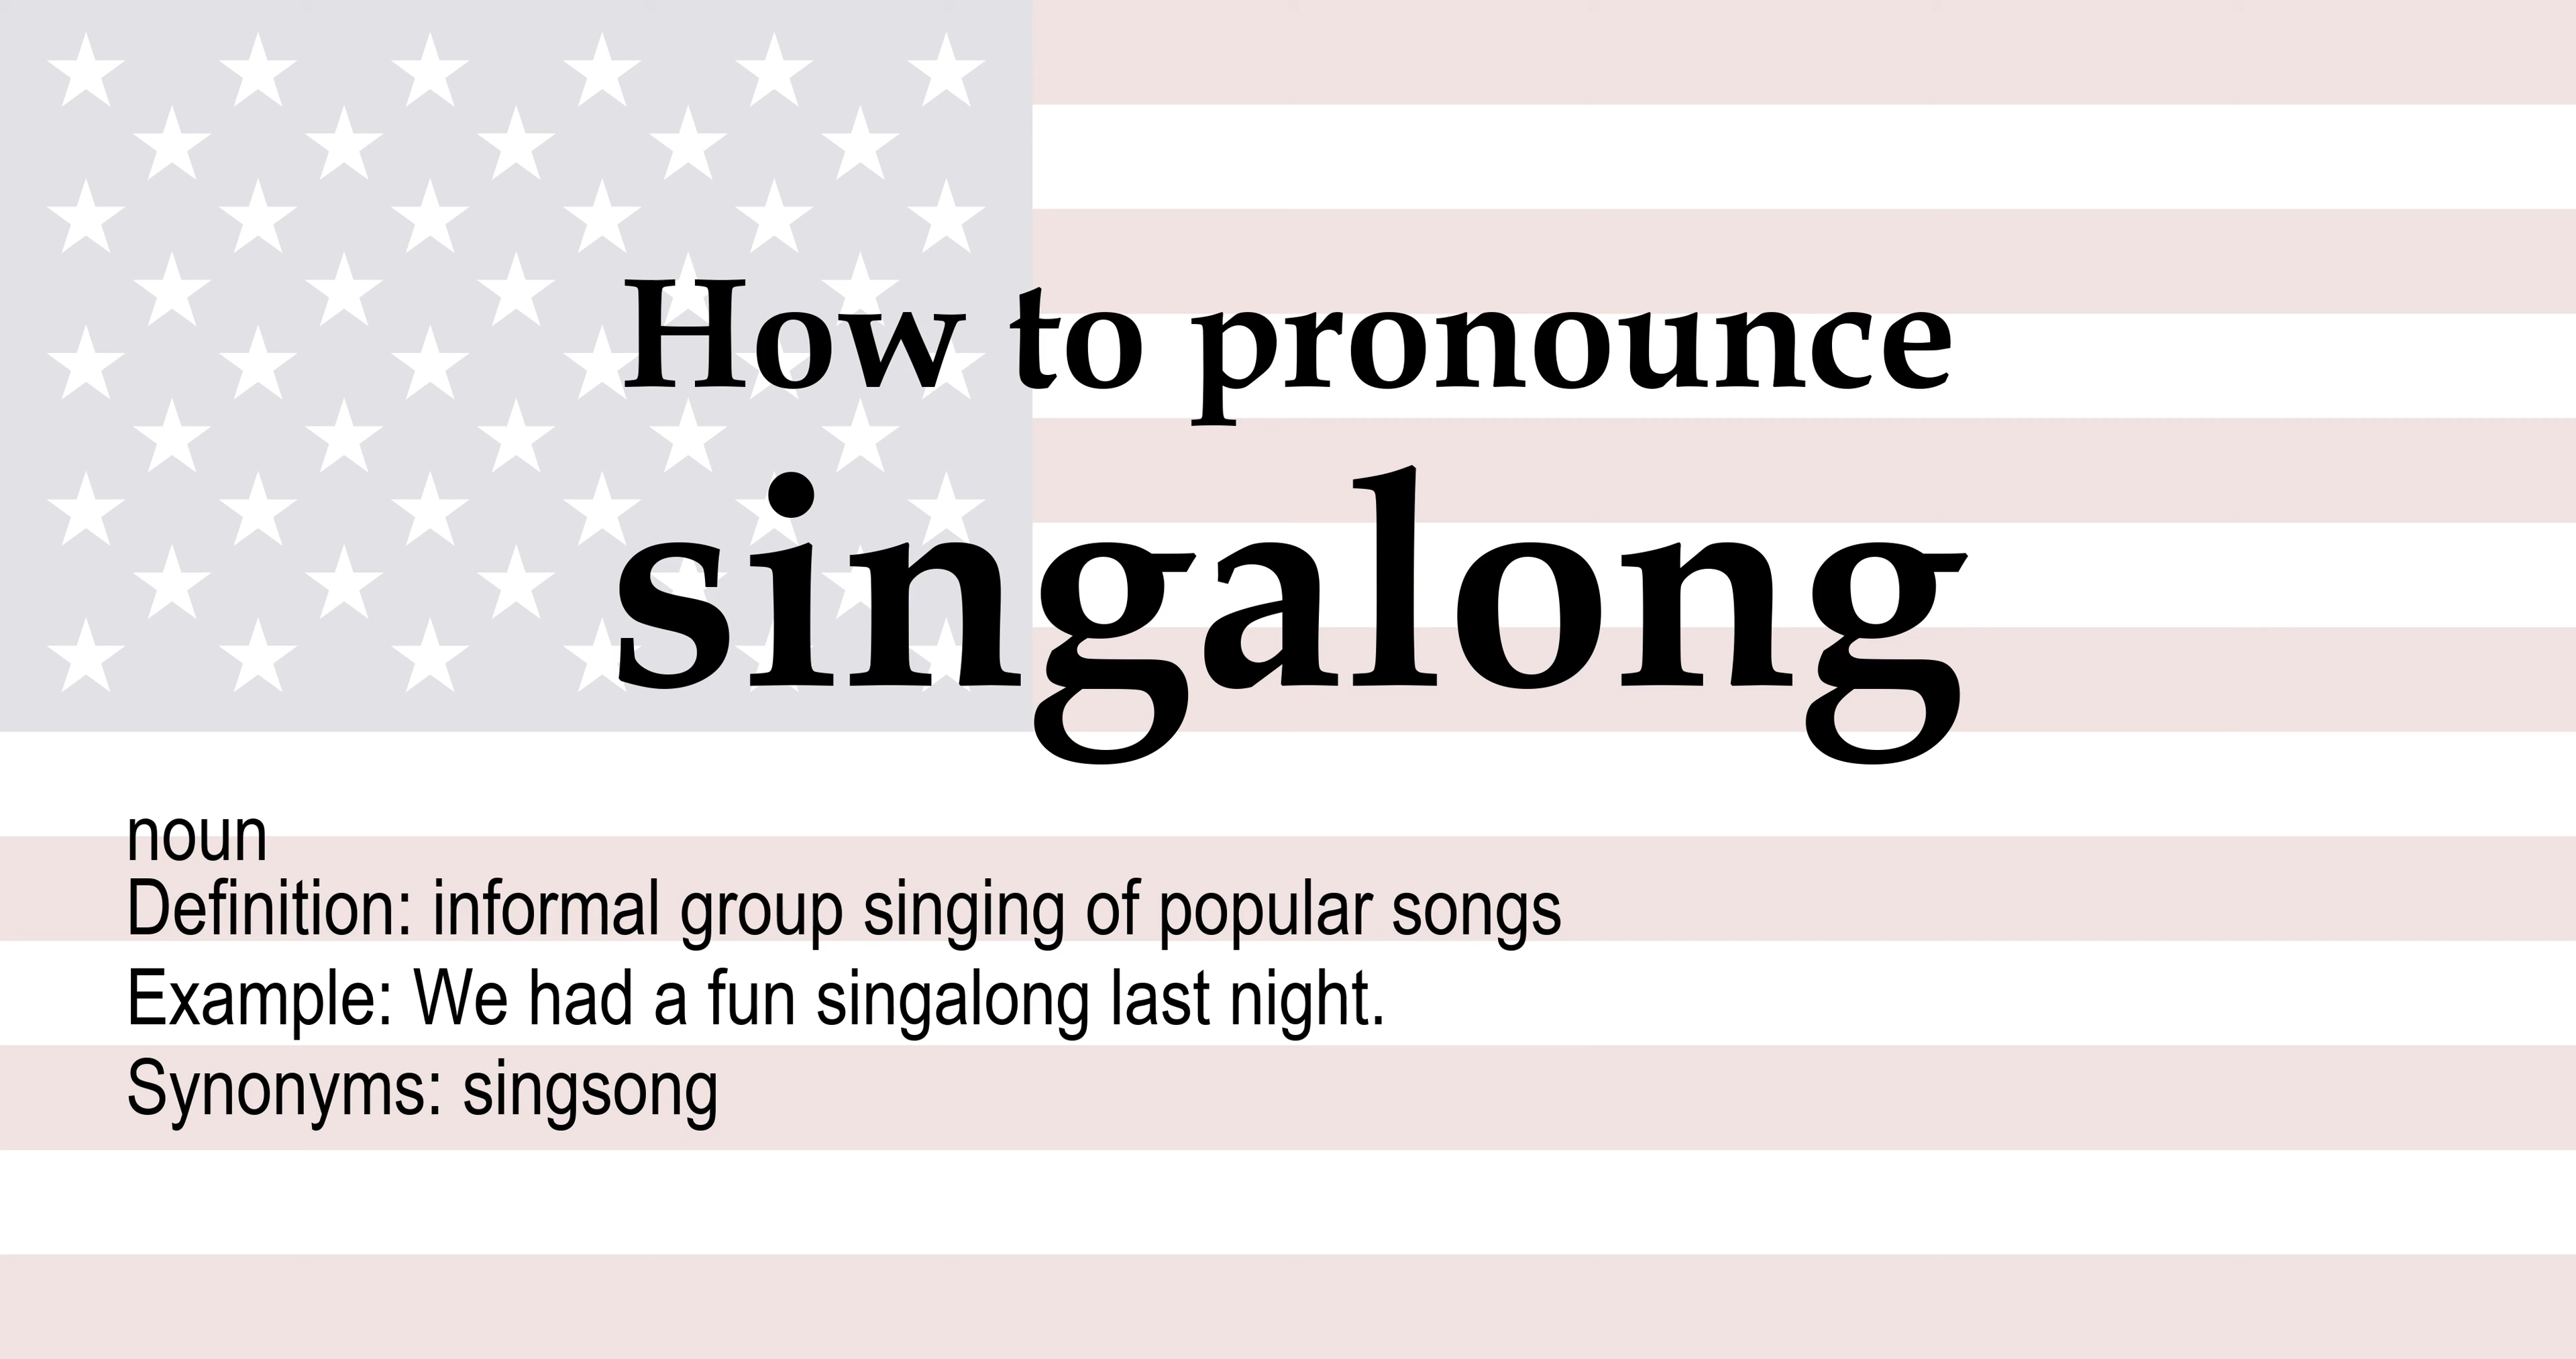 How to pronounce
singalong
noun
Definition: informal group singing of popular songs
Example: We had a fun singalong last night.
Synonyms: singsong